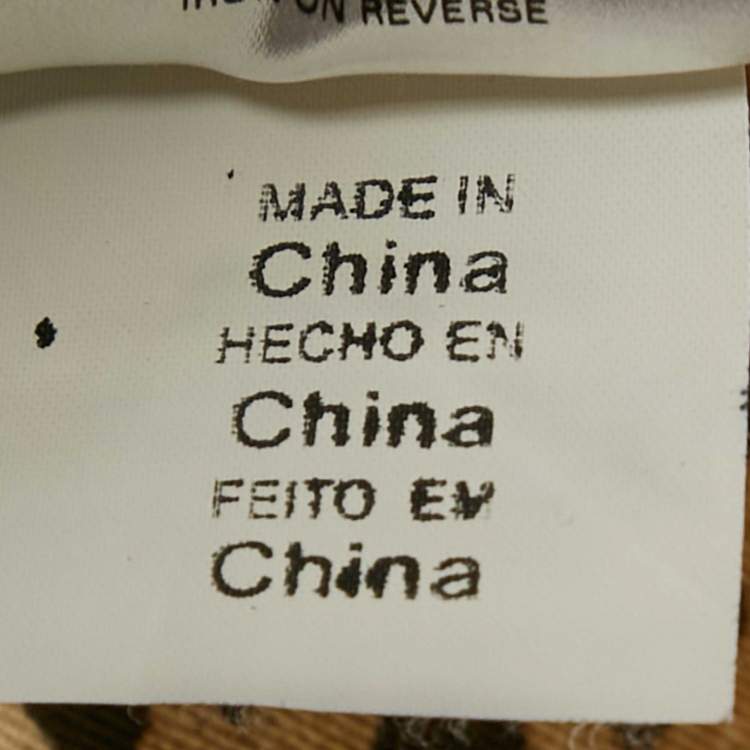 ON REVERSE
MADE IN
China
HECHO EN
China
FEITO EM
China